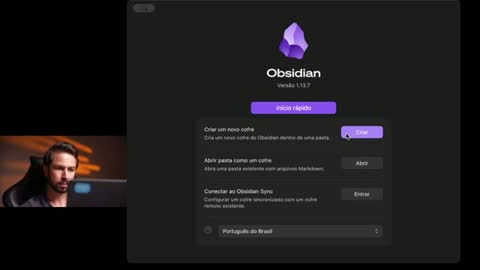 Obsidian
Versão 1.13.7
Início rápido
Criar um novo cofre
Cria um novo cofre do Obsidian dentro de uma pasta.
Criar
Abrir pasta como um cofre
Abra uma pasta existente com arquivos Markdown.
Abrir
Conectar ao Obsidian Sync
Configurar um cofre sincronizado com um cofre
remoto existente.
Entrar
Português do Brasil